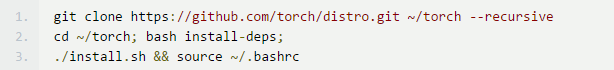 1. git clone https://github.com/torch/distro.git ~/torch --recursive
2. cd ~/torch; bash install-deps;
3. ./install.sh && source ~/.bashrc